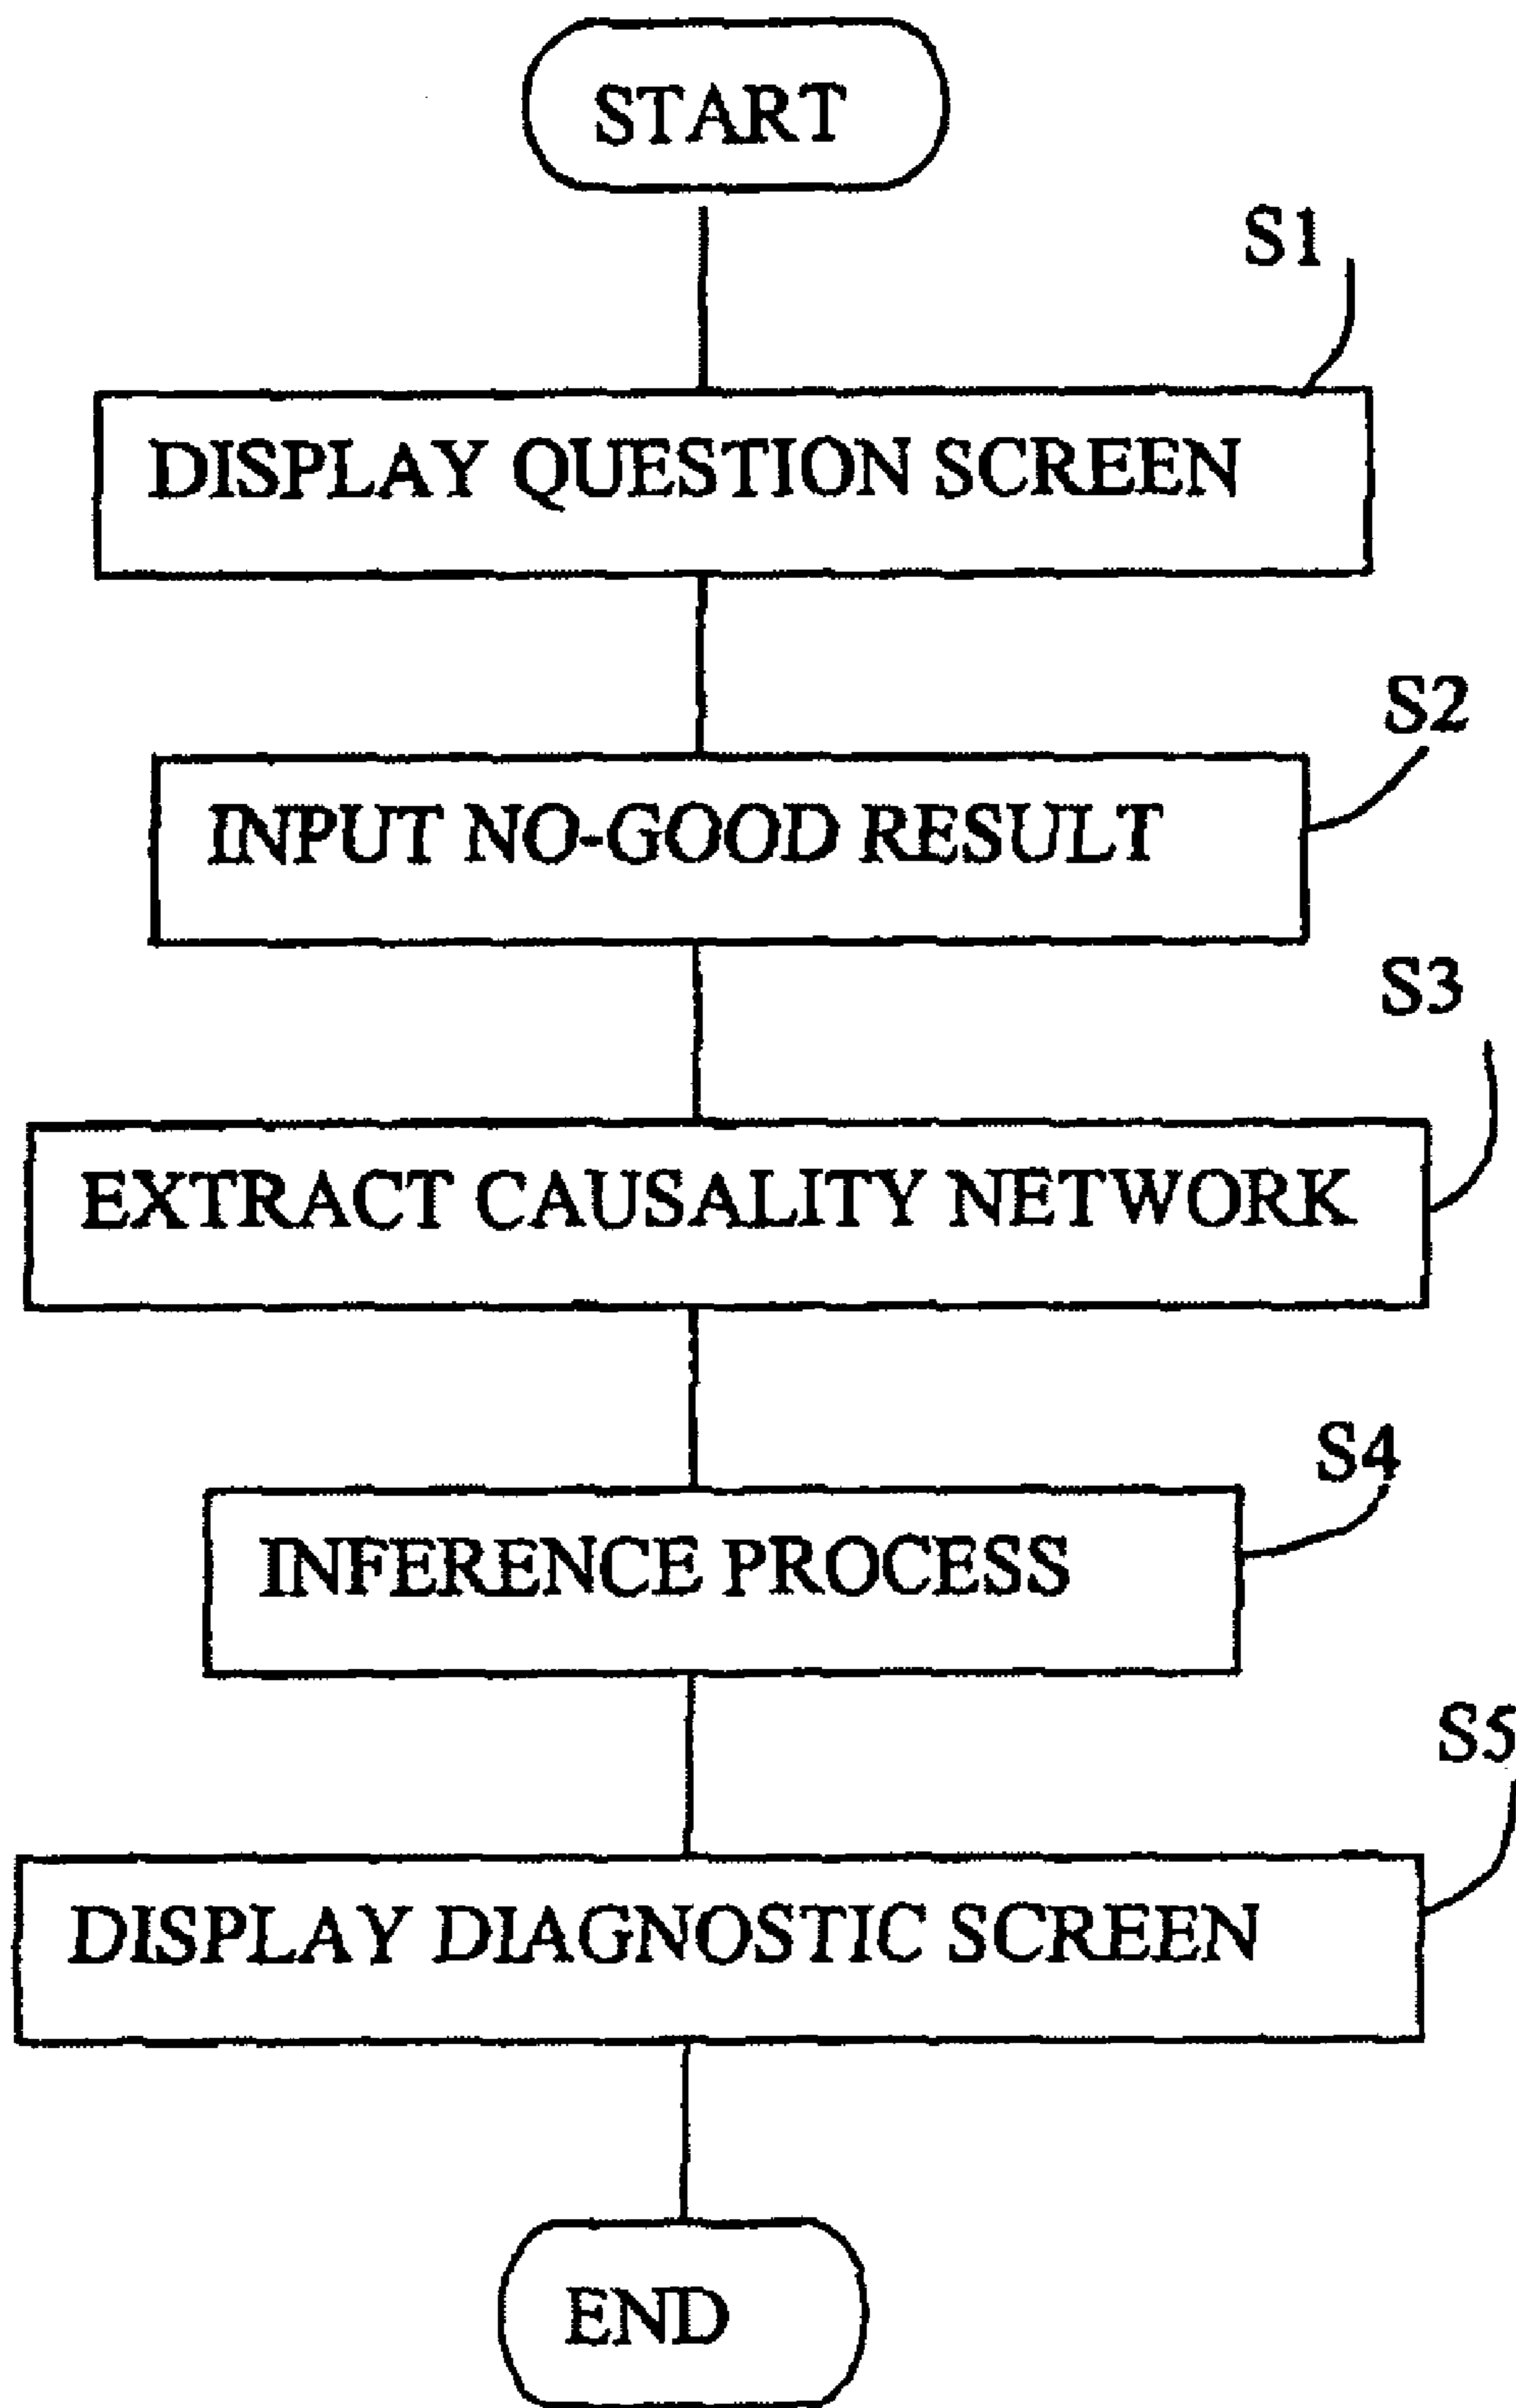 START
S1
DISPLAY QUESTION SCREEN
S2
INPUT NO-GOOD RESULT
S3
EXTRACT CAUSALITY NETWORK
S4
INFERENCE PROCESS
S5
DISPLAY DIAGNOSTIC SCREEN
END